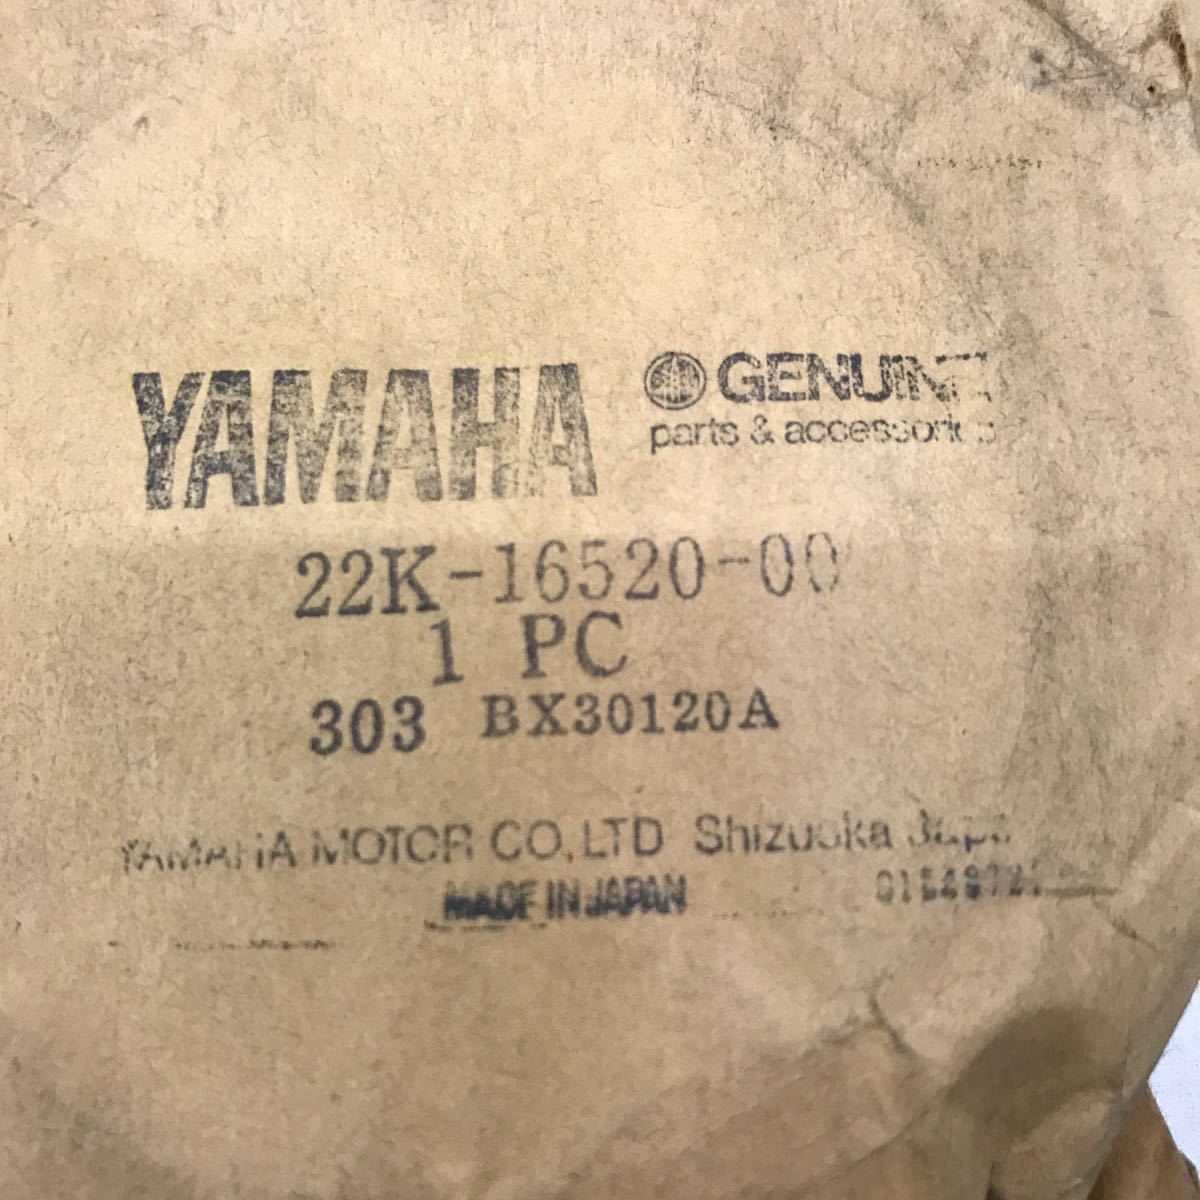 YAMAHA
GENUINE
parts & accessories
22K-16520-00
1 PC
303 BX30120A
YAMAHA MOTOR CO., LTD Shizuoka Japan
MADE IN JAPAN